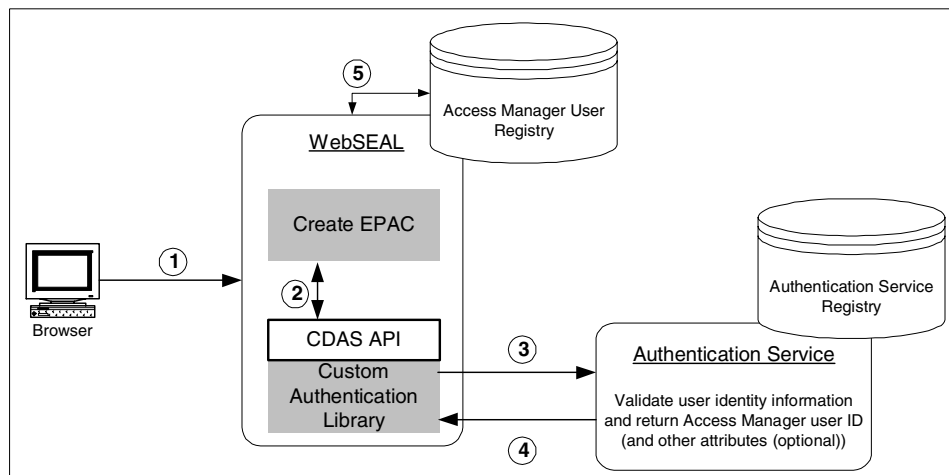 5
Access Manager User
Registry
WebSEAL
Create EPAC
1
2
Browser
CDAS API
Custom
Authentication
Library
3
4
Authentication Service
Registry
Authentication Service
Validate user identity information
and return Access Manager user ID
(and other attributes (optional))